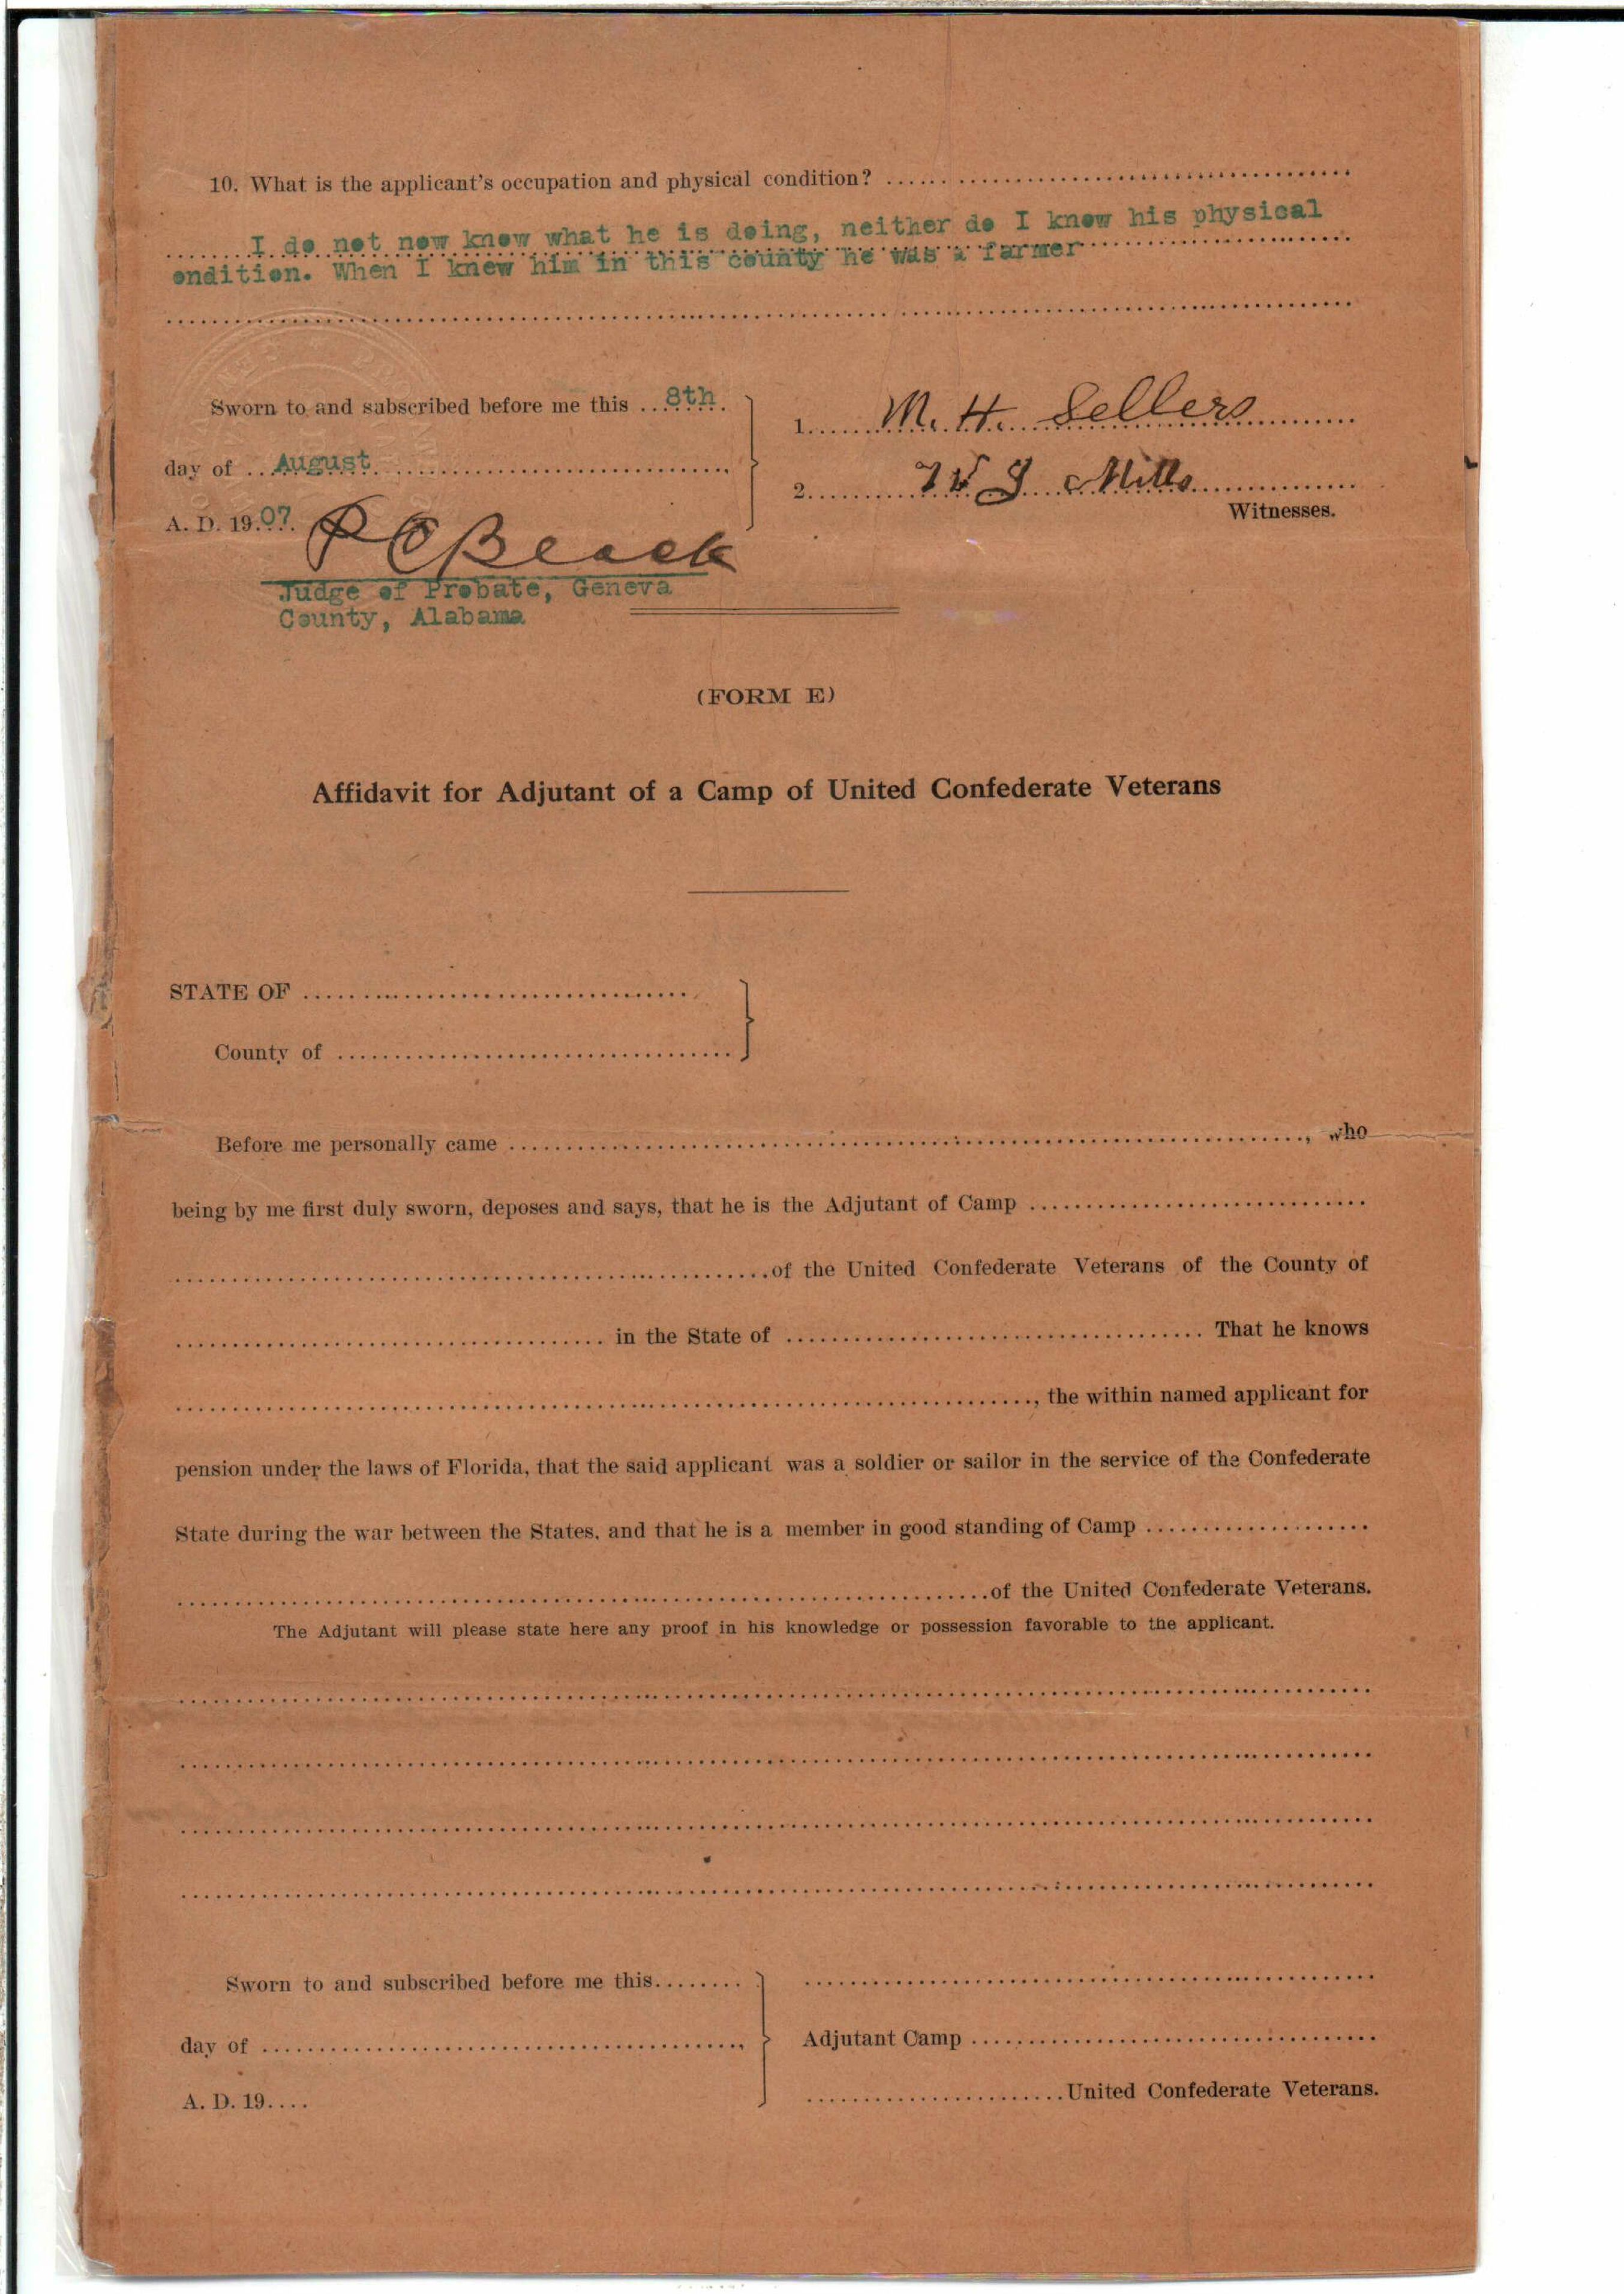 10. What is the applicant's occupation and physical condition? ................................................
I do not now know what he is doing, neither do I know his physical
ondition. When I knew him in this county he was a farmer
Sworn to and subscribed before me this ..8th.
day of ..August..............................,
A. D. 19.07.
1.......M. H. Sellers..........
2.......... Mills..............
Witnesses.
Judge of Probate, Geneva
County, Alabama
(FORM E)
Affidavit for Adjutant of a Camp of United Confederate Veterans
STATE OF ....................................,
County of ....................................
Before me personally came ................................................................, who
being by me first duly sworn, deposes and says, that he is the Adjutant of Camp ..............................
......................................................of the United Confederate Veterans of the County of
........................................ in the State of ...................................... That he knows
............................................................................, the within named applicant for
pension under the laws of Florida, that the said applicant was a soldier or sailor in the service of the Confederate
State during the war between the States, and that he is a member in good standing of Camp ....................
........................................................................of the United Confederate Veterans.
The Adjutant will please state here any proof in his knowledge or possession favorable to the applicant.
Sworn to and subscribed before me this........
day of ..........................................,
A. D. 19....
Adjutant Camp ....................................
.......................United Confederate Veterans.